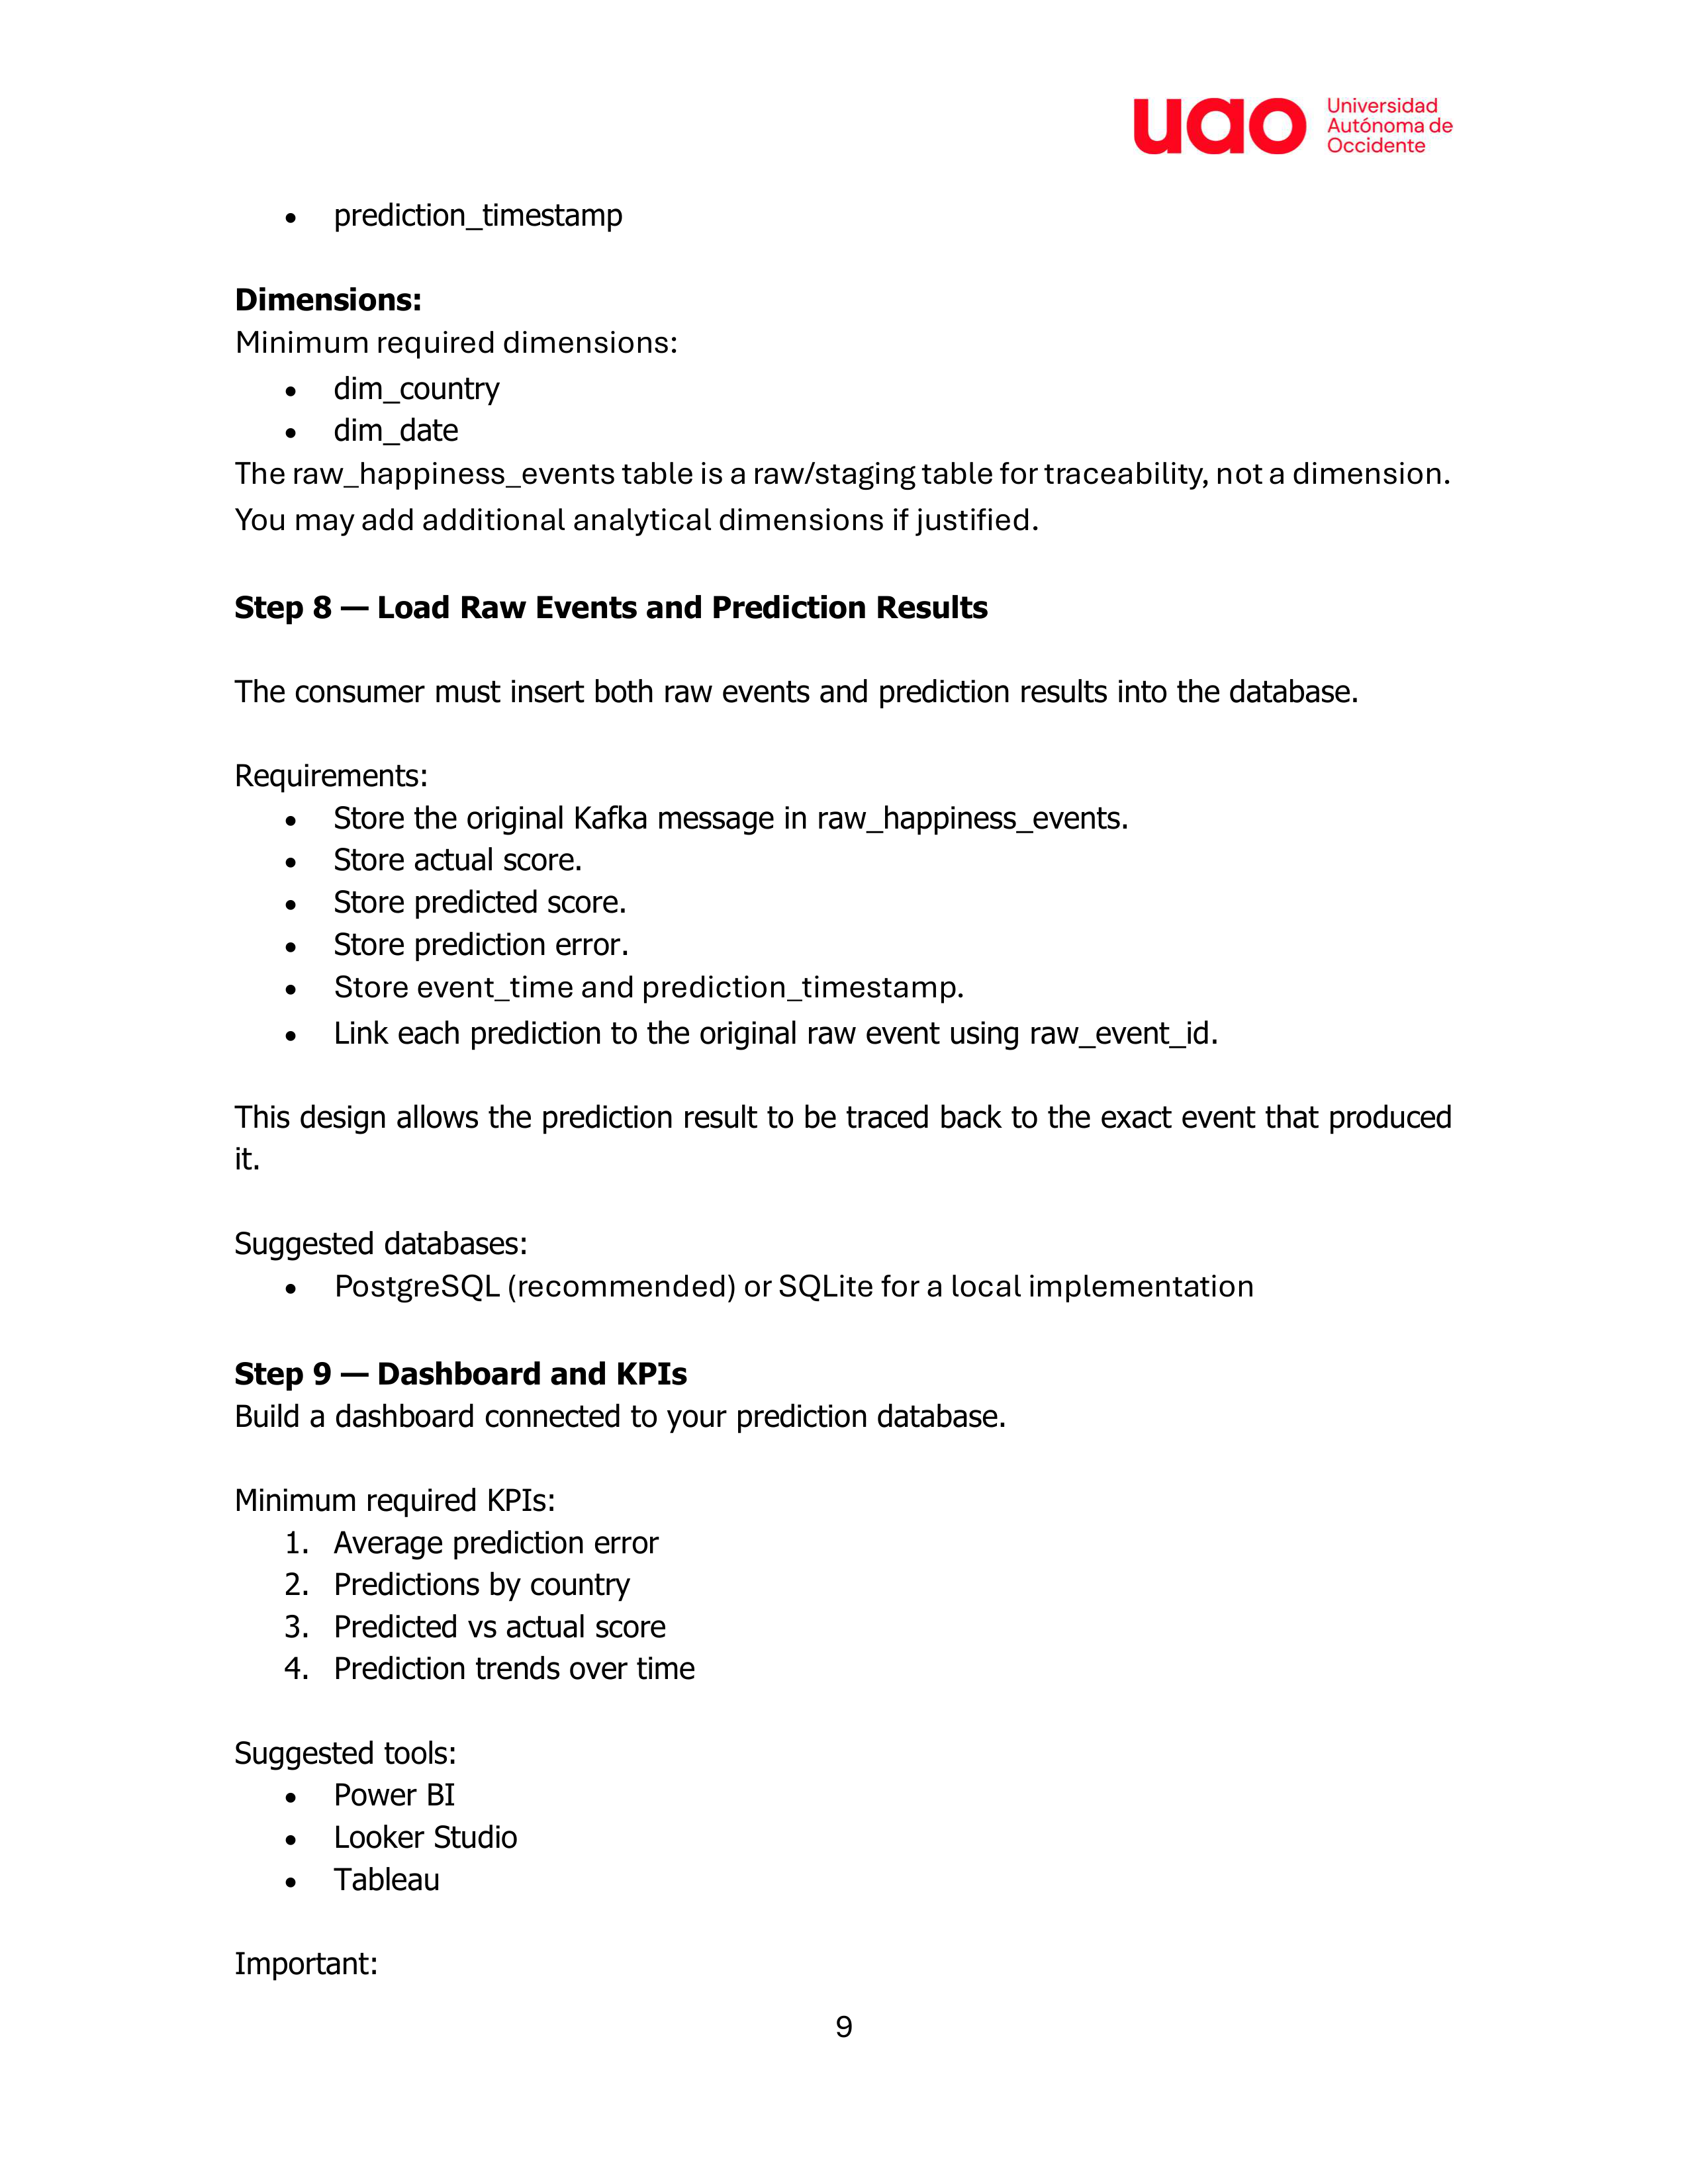 uao Universidad
Autónoma de
Occidente
• prediction_timestamp
Dimensions:
Minimum required dimensions:
• dim_country
• dim_date
The raw_happiness_events table is a raw/staging table for traceability, not a dimension.
You may add additional analytical dimensions if justified.
Step 8 — Load Raw Events and Prediction Results
The consumer must insert both raw events and prediction results into the database.
Requirements:
• Store the original Kafka message in raw_happiness_events.
• Store actual score.
• Store predicted score.
• Store prediction error.
• Store event_time and prediction_timestamp.
• Link each prediction to the original raw event using raw_event_id.
This design allows the prediction result to be traced back to the exact event that produced
it.
Suggested databases:
• PostgreSQL (recommended) or SQLite for a local implementation
Step 9 — Dashboard and KPIs
Build a dashboard connected to your prediction database.
Minimum required KPIs:
1. Average prediction error
2. Predictions by country
3. Predicted vs actual score
4. Prediction trends over time
Suggested tools:
• Power BI
• Looker Studio
• Tableau
Important:
9